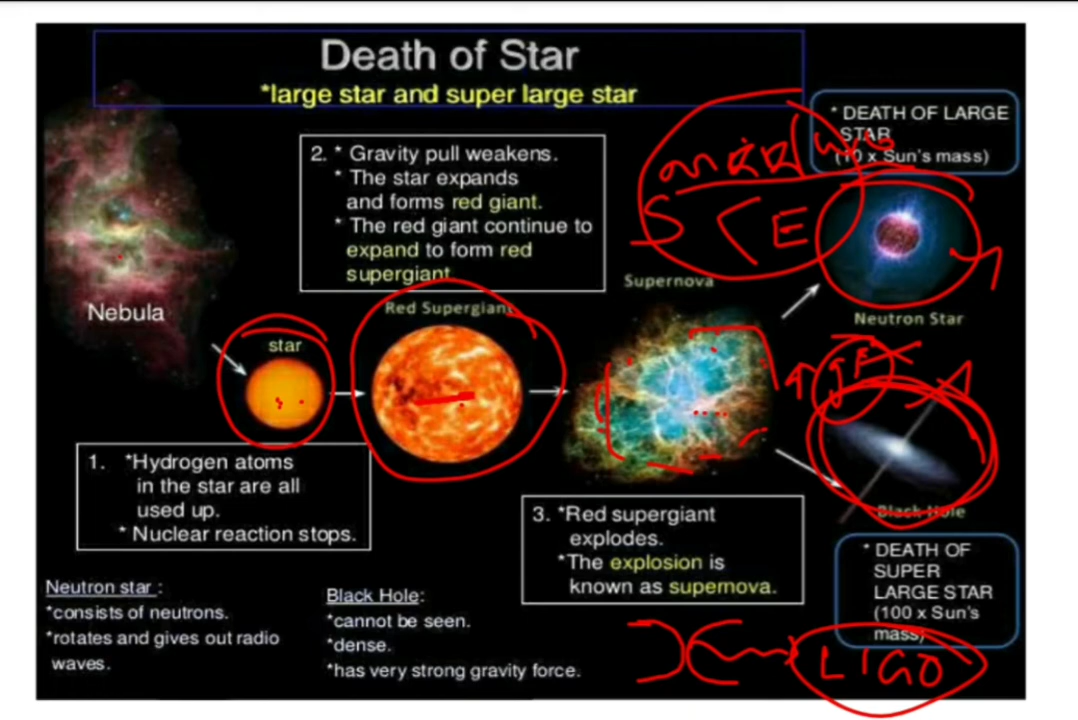 Death of Star
*large star and super large star
* DEATH OF LARGE
STAR
(10 x Sun's mass)
2. * Gravity pull weakens.
* The star expands
and forms red giant.
* The red giant continue to
expand to form red
supergiant
S < E
Supernova
Nebula
Red Supergiant
Neutron Star
star
Black Hole
1. *Hydrogen atoms
in the star are all
used up.
* Nuclear reaction stops.
3. *Red supergiant
explodes.
*The explosion is
known as supernova.
* DEATH OF
SUPER
LARGE STAR
(100 x Sun's
mass)
Neutron star :
*consists of neutrons.
*rotates and gives out radio
waves.
Black Hole:
*cannot be seen.
*dense.
*has very strong gravity force.
LIGO